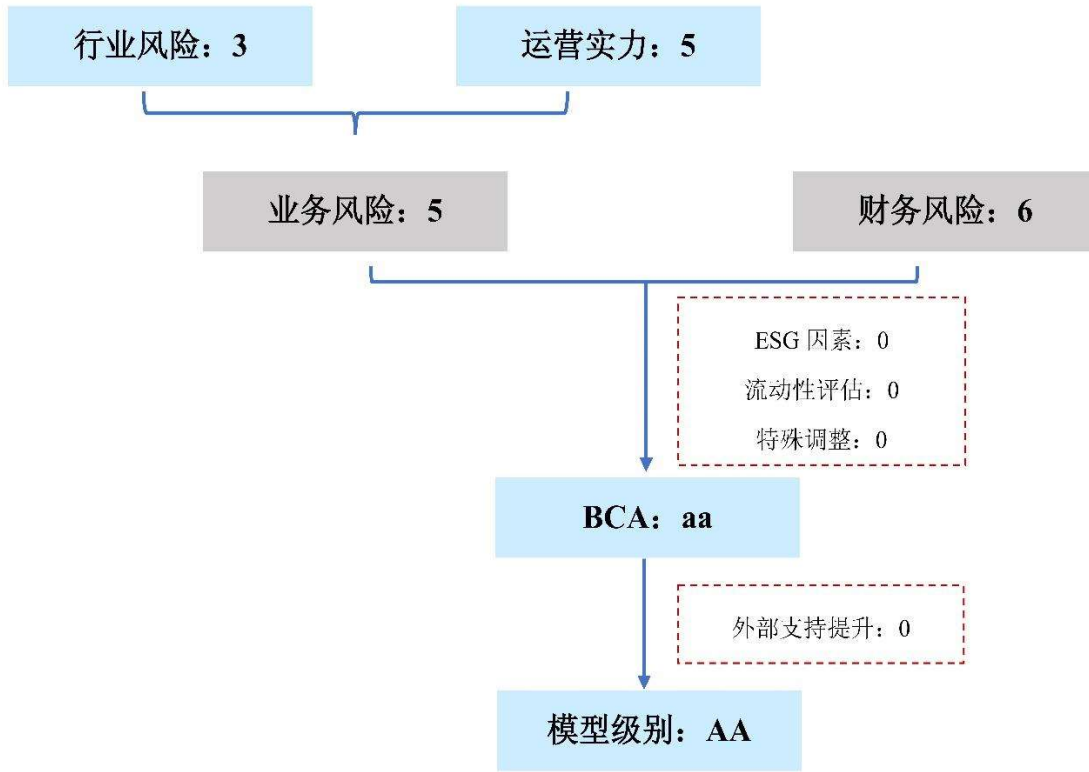 行业风险：3
运营实力：5
业务风险：5
财务风险：6
ESG 因素：0
流动性评估：0
特殊调整：0
BCA：aa
外部支持提升：0
模型级别：AA